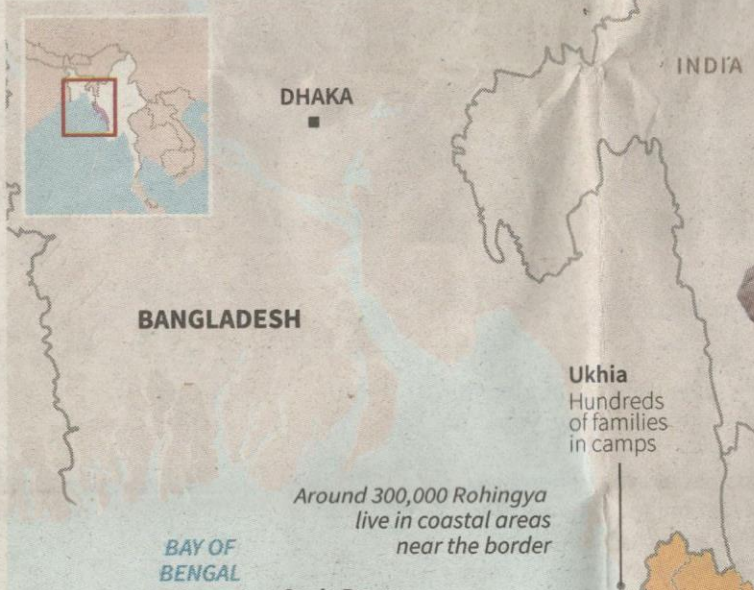 DHAKA
INDIA
BANGLADESH
Ukhia
Hundreds
of families
in camps
Around 300,000 Rohingya
live in coastal areas
near the border
BAY OF
BENGAL